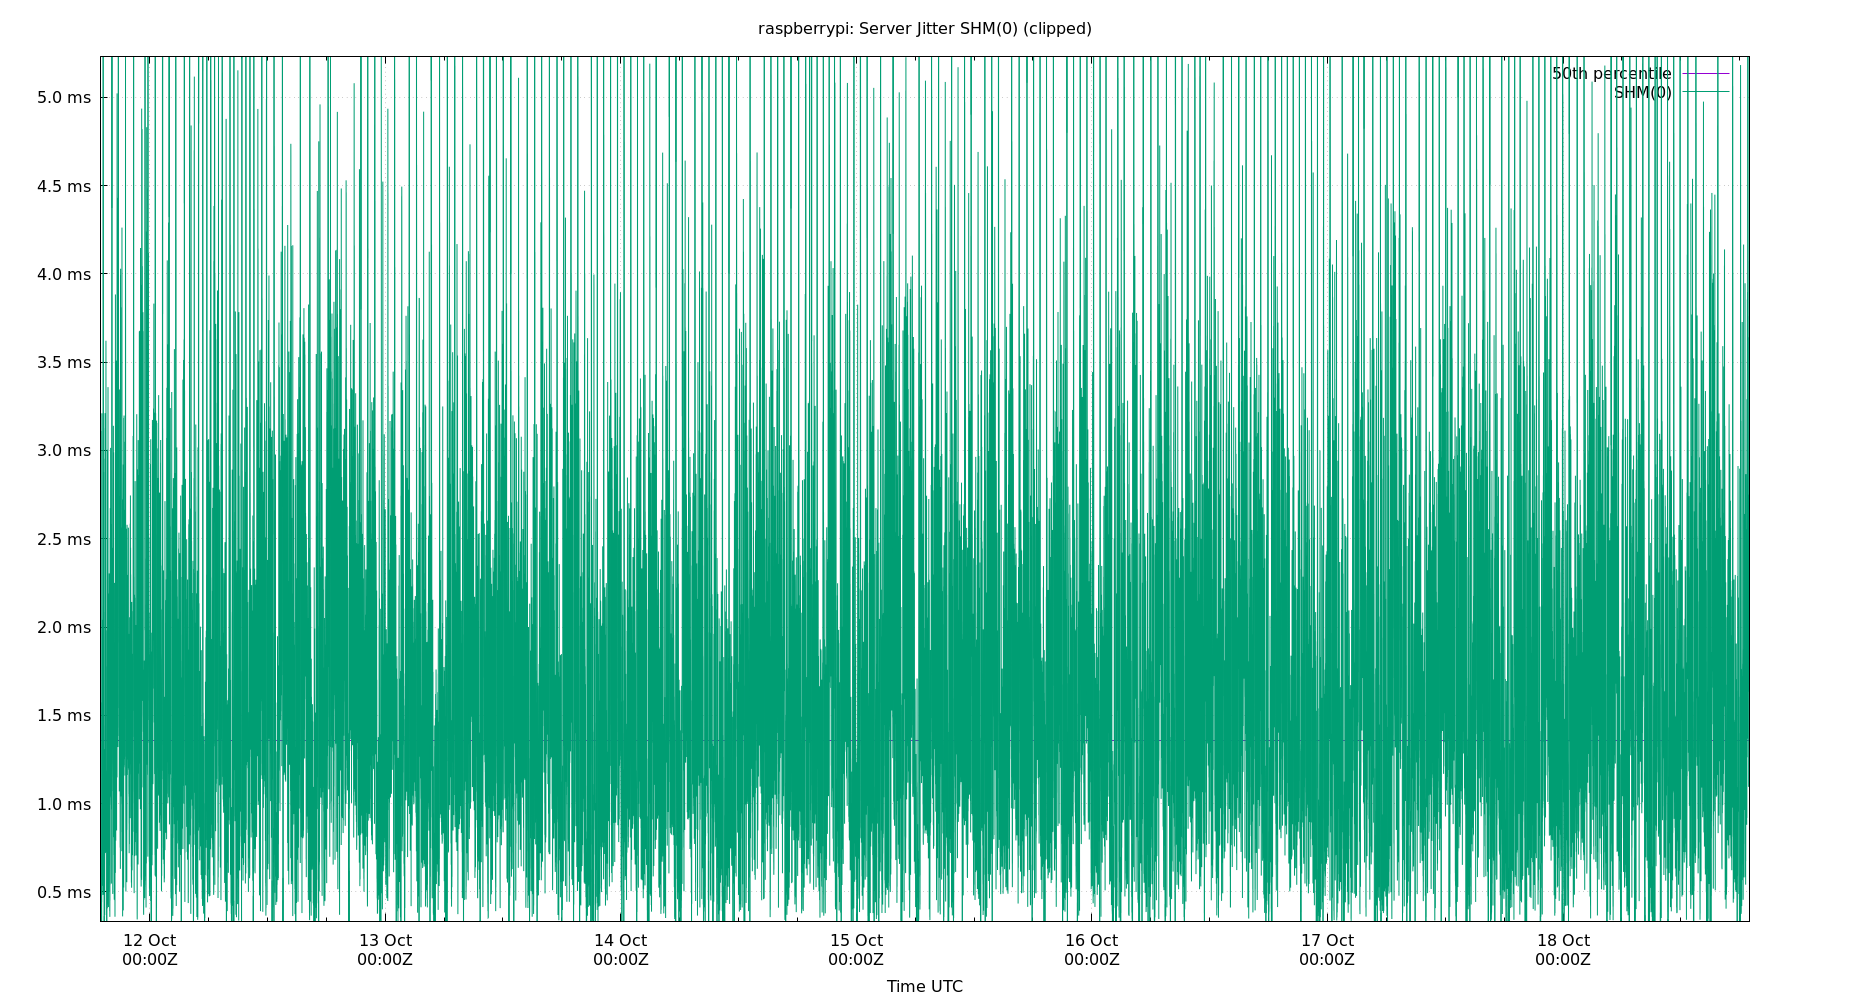 raspberrypi: Server Jitter SHM(0) (clipped)
50th percentile
SHM(0)
5.0 ms
4.5 ms
4.0 ms
3.5 ms
3.0 ms
2.5 ms
2.0 ms
1.5 ms
1.0 ms
0.5 ms
12 Oct 13 Oct 14 Oct 15 Oct 16 Oct 17 Oct 18 Oct
00:00Z 00:00Z 00:00Z 00:00Z 00:00Z 00:00Z 00:00Z
Time UTC